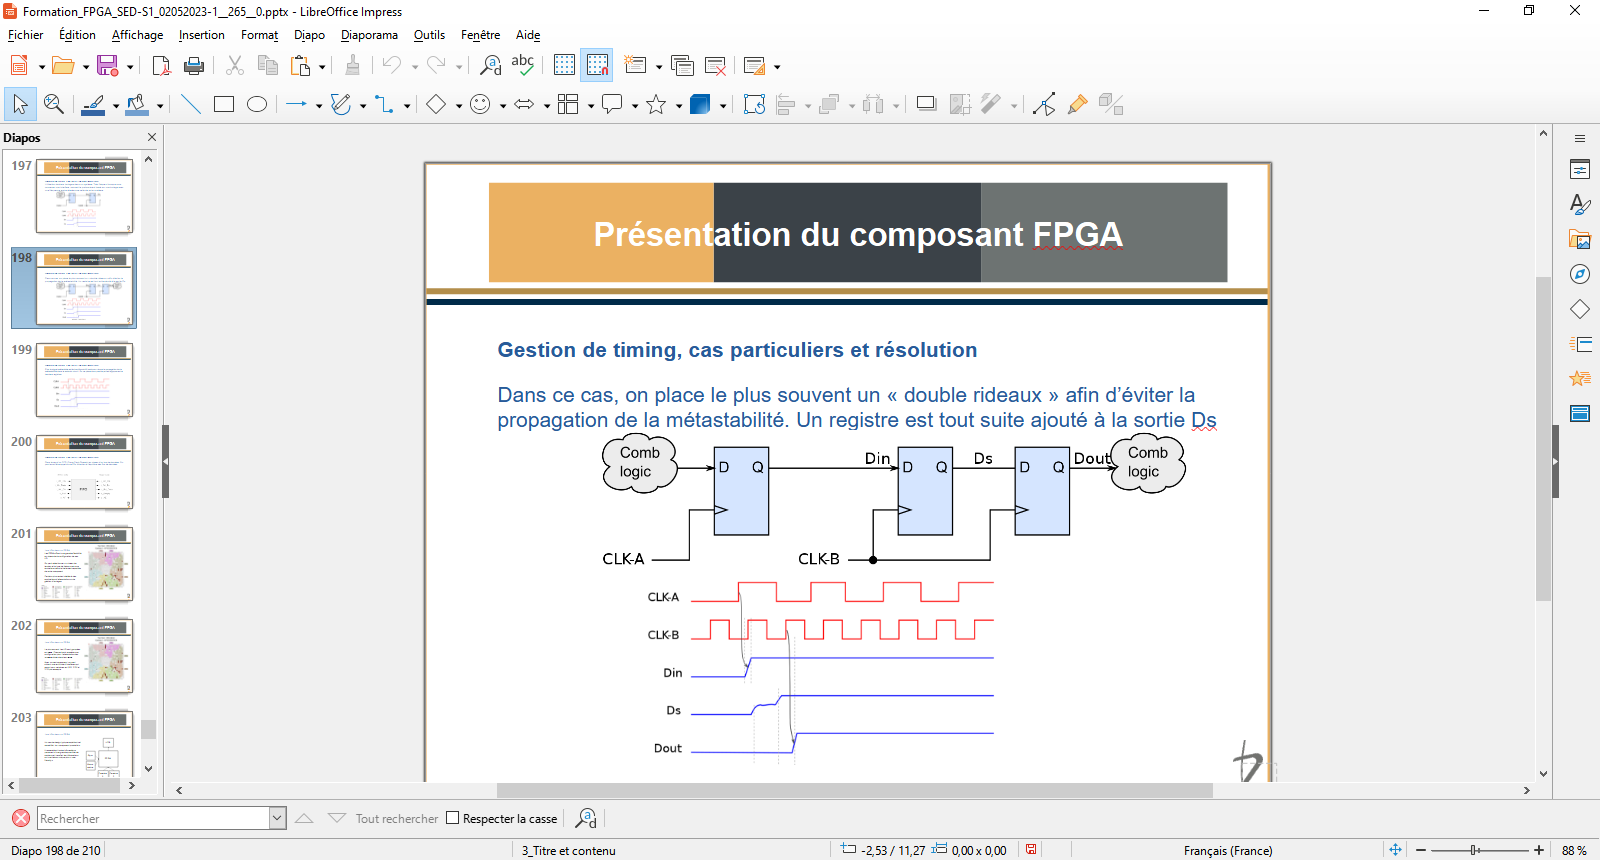 Formation_FPGA_SED-S1_02052023-1__265__0.pptx - LibreOffice Impress
Fichier Édition Affichage Insertion Format Diapo Diaporama Outils Fenêtre Aide
Diapos
197
198
199
200
201
202
203
Présentation du composant FPGA
Gestion de timing, cas particuliers et résolution
Dans ce cas, on place le plus souvent un « double rideaux » afin d’éviter la
propagation de la métastabilité. Un registre est tout suite ajouté à la sortie Ds
Comb logic
D Q
Din
D Q
Ds
D Q
Dout
Comb logic
CLK-A
CLK-B
CLK-A
CLK-B
Din
Ds
Dout
Rechercher
Tout rechercher
Respecter la casse
Diapo 198 de 210
3_Titre et contenu
-2,53 / 11,27
0,00 x 0,00
Français (France)
88 %